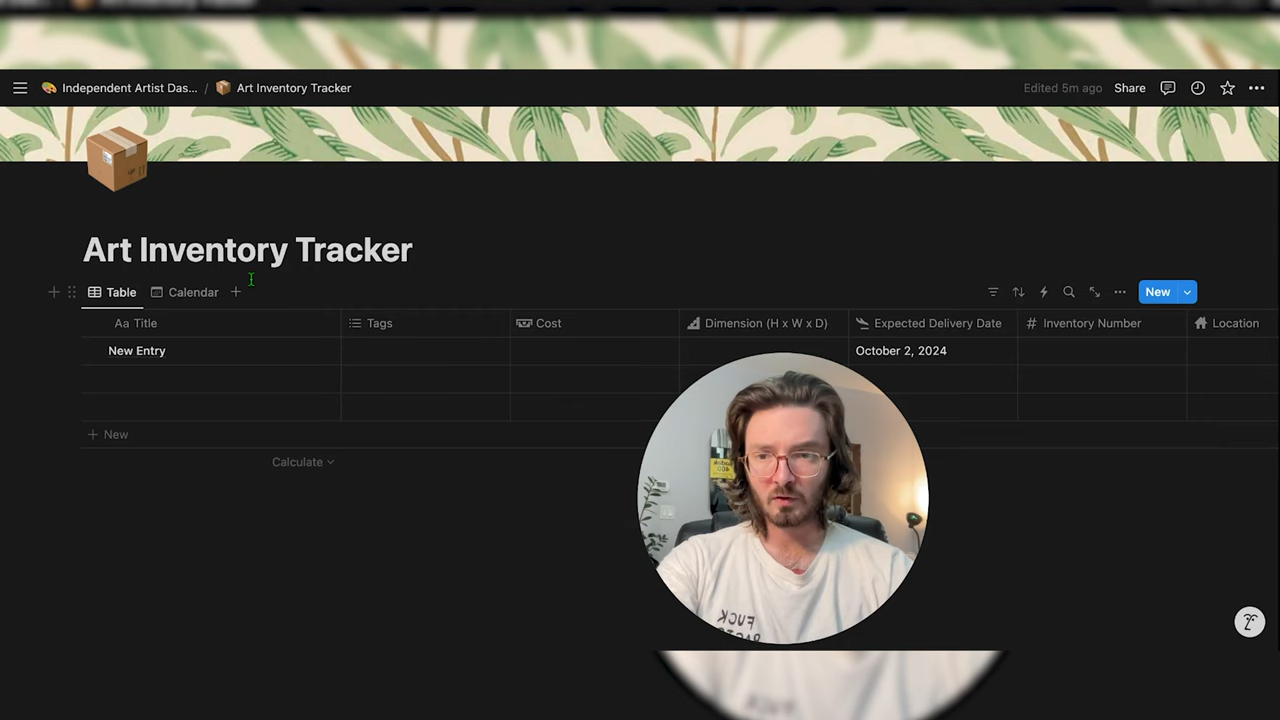 Independent Artist Das... / Art Inventory Tracker Edited 5m ago Share
Art Inventory Tracker
Table Calendar New
Aa Title Tags Cost Dimension (H x W x D) Expected Delivery Date # Inventory Number Location
New Entry October 2, 2024
New
Calculate
FUCK